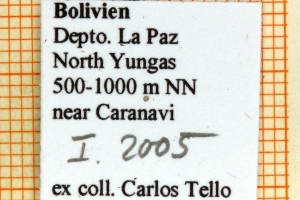 Bolivien
Depto. La Paz
North Yungas
500-1000 m NN
near Caranavi
I. 2005
ex coll. Carlos Tello